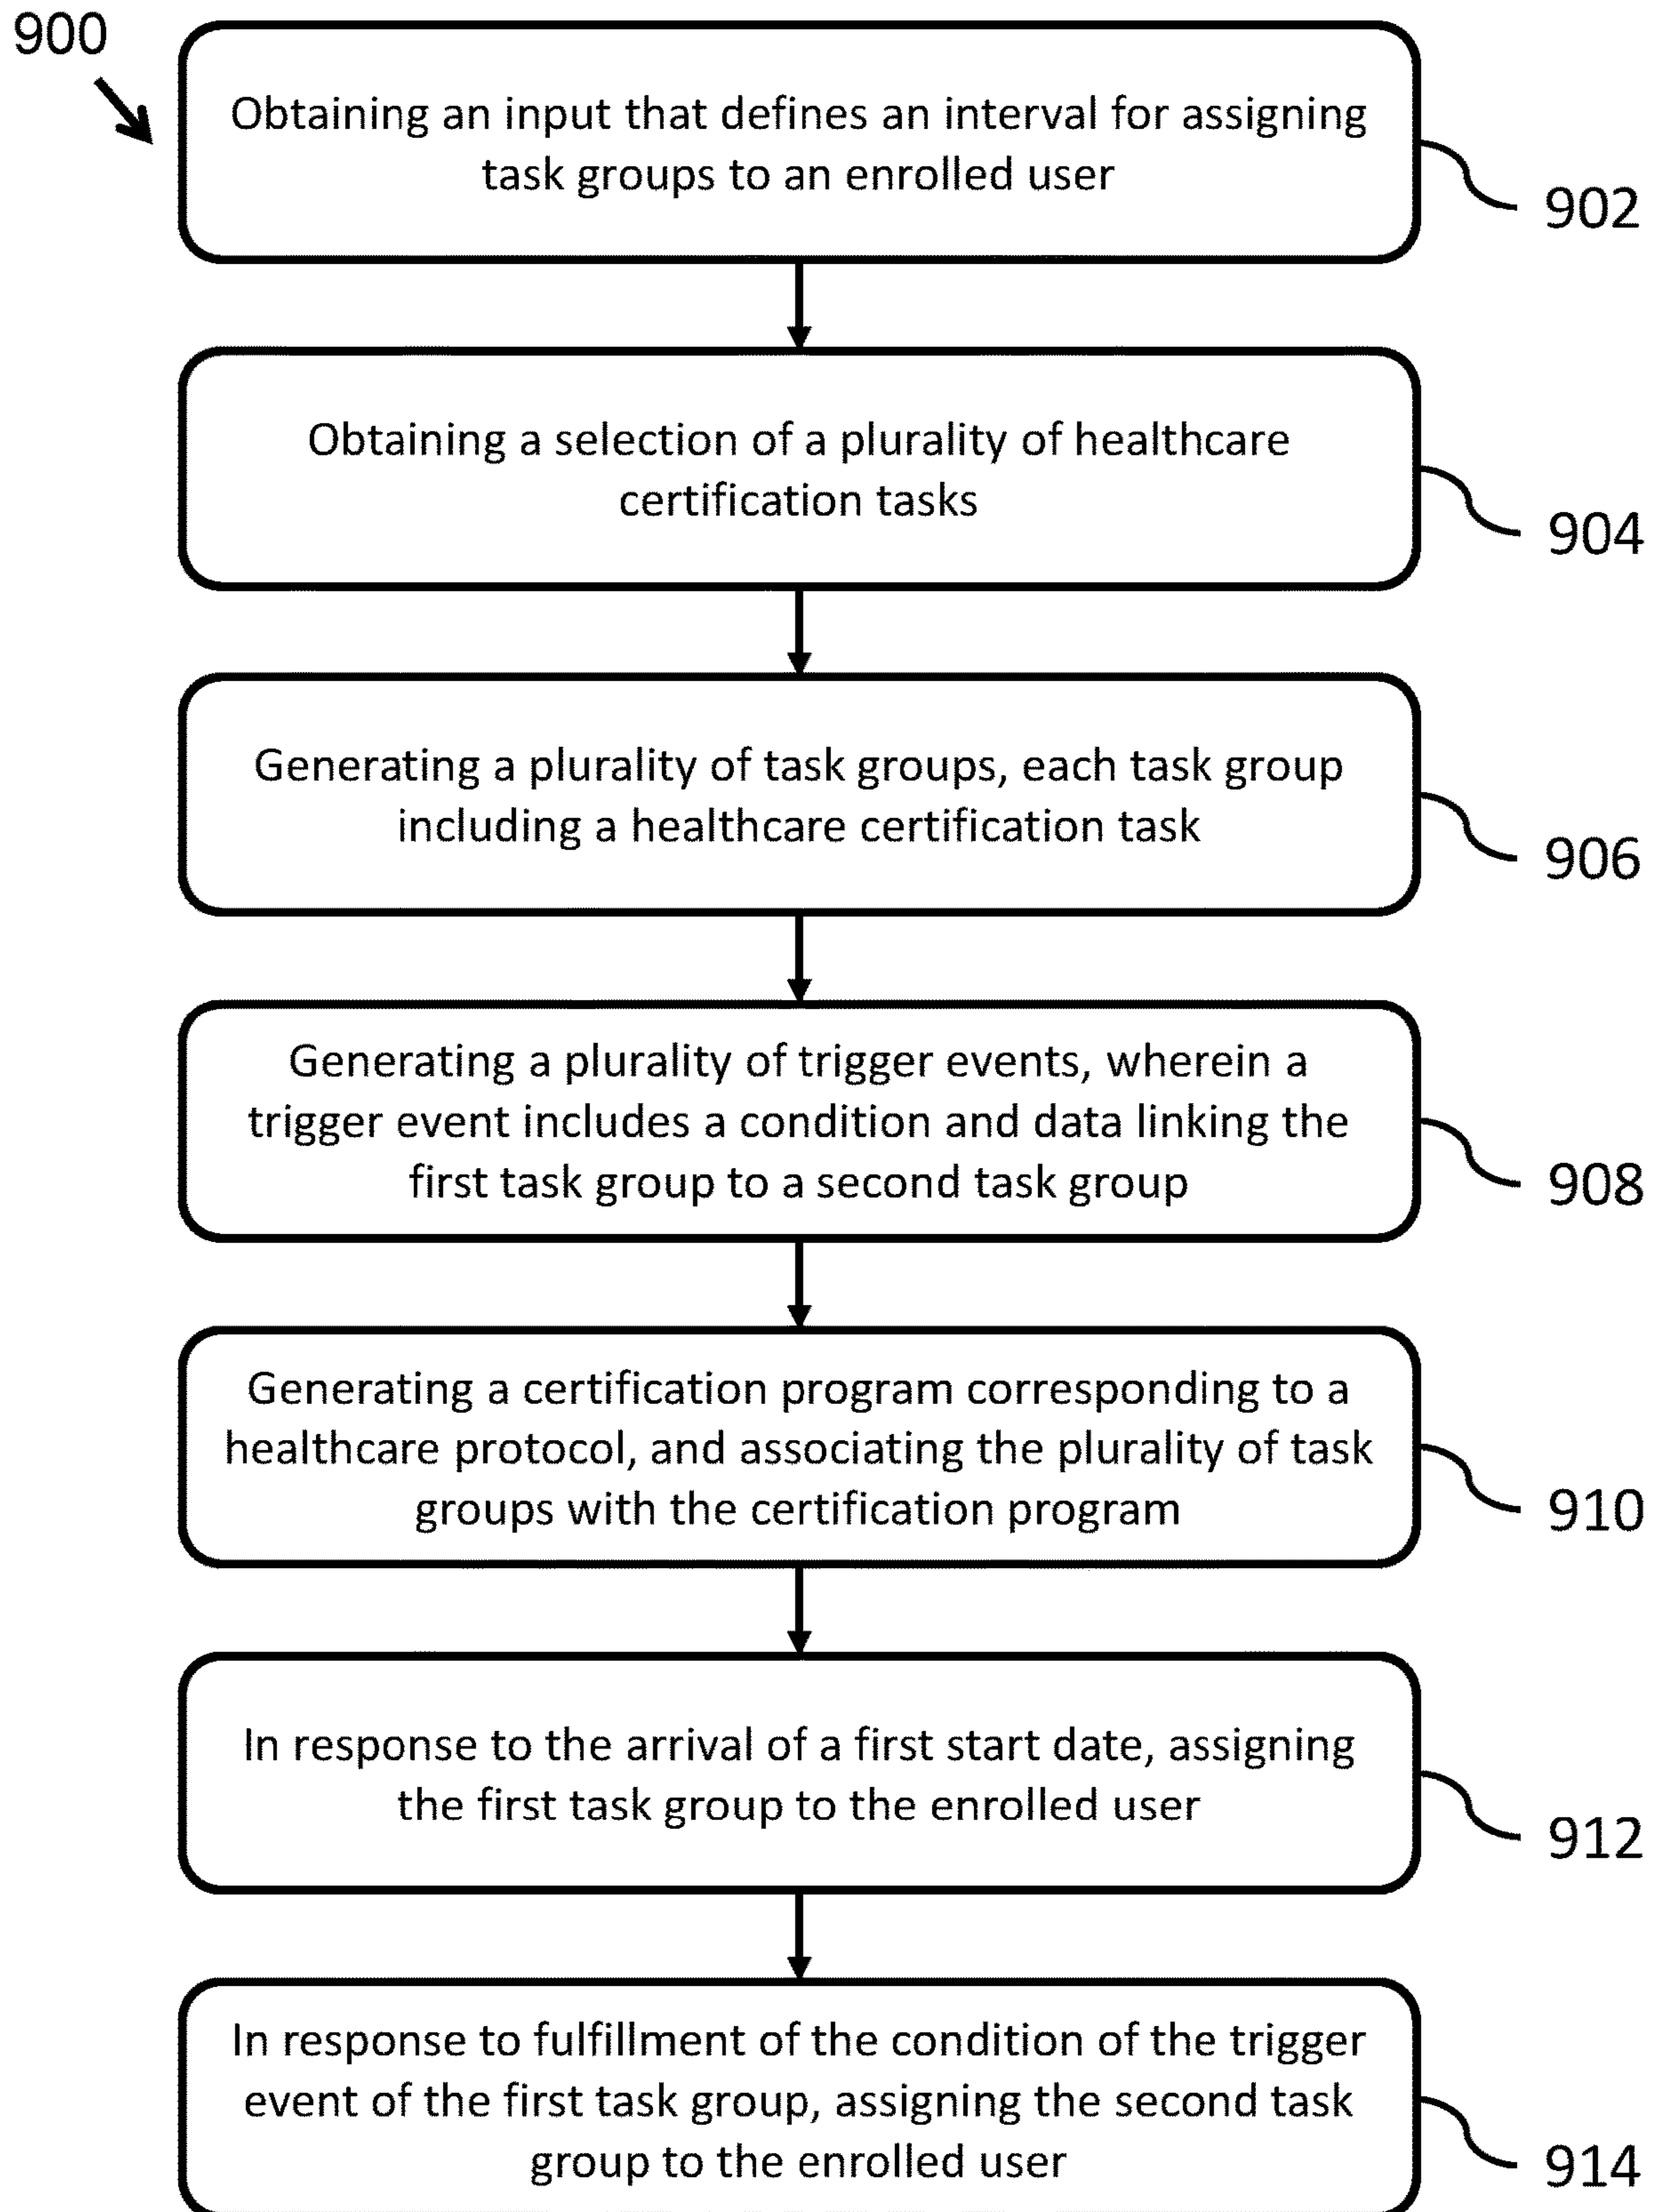 900
Obtaining an input that defines an interval for assigning
task groups to an enrolled user
902
Obtaining a selection of a plurality of healthcare
certification tasks
904
Generating a plurality of task groups, each task group
including a healthcare certification task
906
Generating a plurality of trigger events, wherein a
trigger event includes a condition and data linking the
first task group to a second task group
908
Generating a certification program corresponding to a
healthcare protocol, and associating the plurality of task
groups with the certification program
910
In response to the arrival of a first start date, assigning
the first task group to the enrolled user
912
In response to fulfillment of the condition of the trigger
event of the first task group, assigning the second task
group to the enrolled user
914